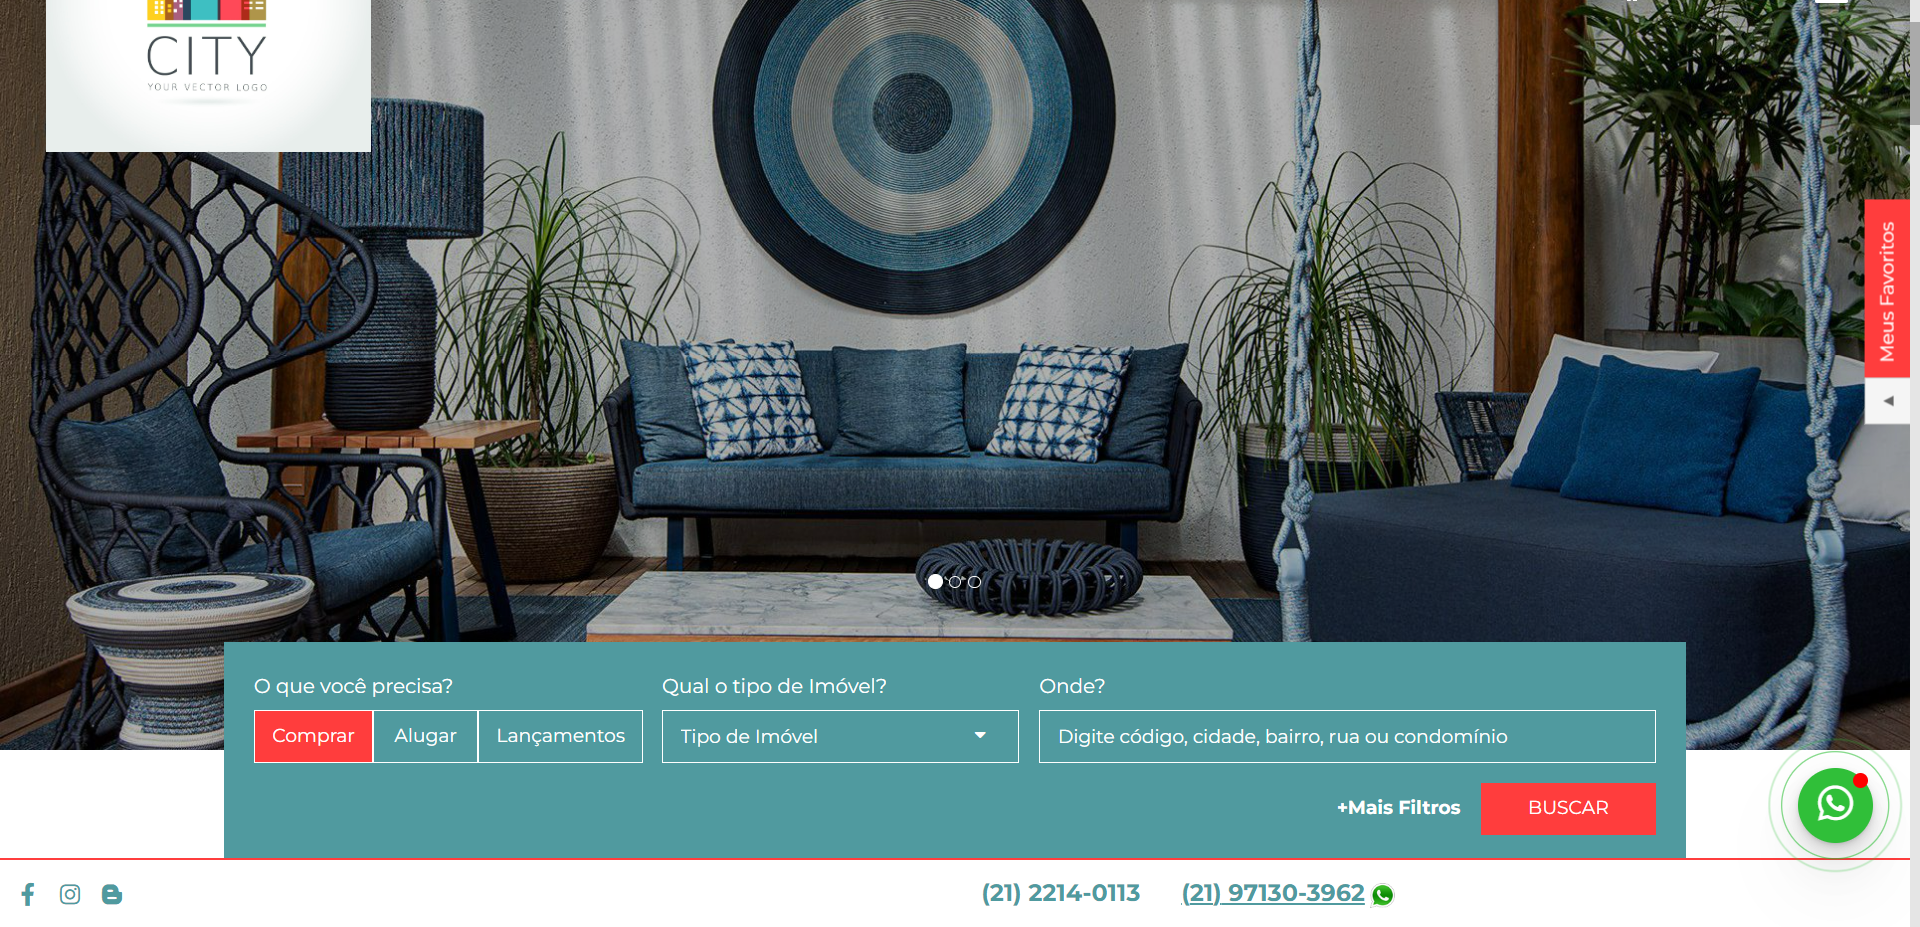 CITY
YOUR VECTOR LOGO
Meus Favoritos
O que você precisa?
Comprar
Alugar
Lançamentos
Qual o tipo de Imóvel?
Tipo de Imóvel
Onde?
Digite código, cidade, bairro, rua ou condomínio
+Mais Filtros
BUSCAR
(21) 2214-0113
(21) 97130-3962